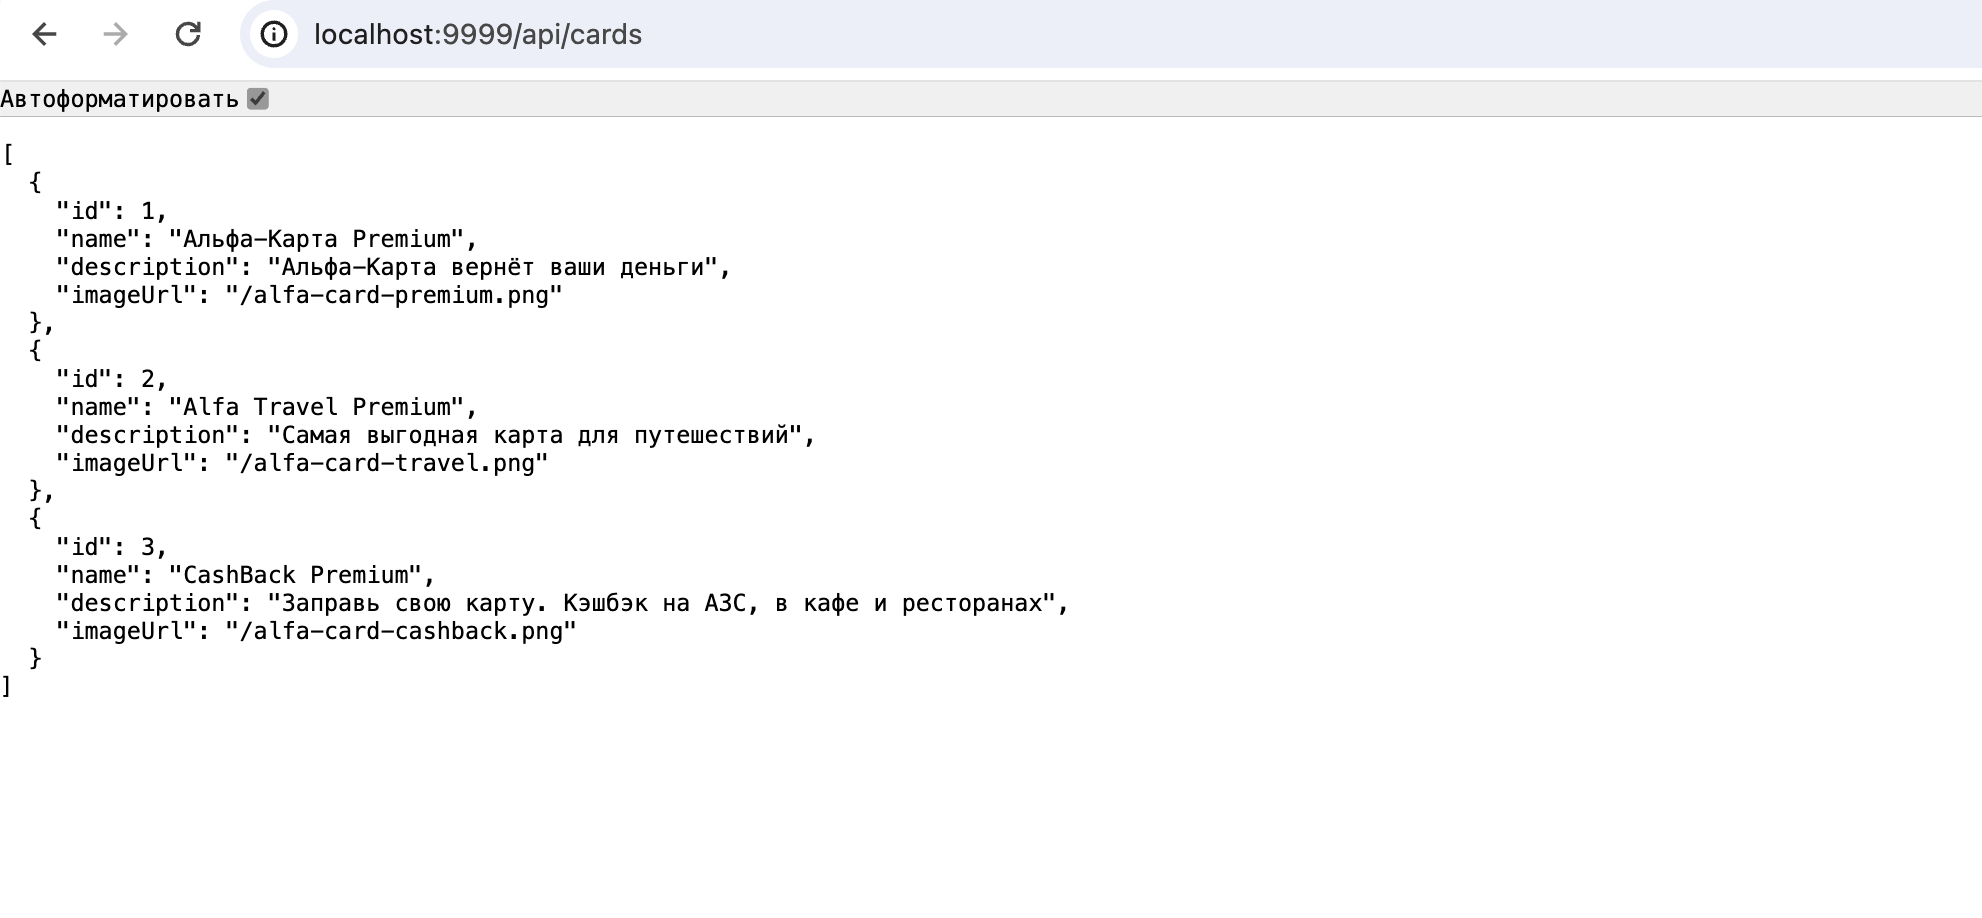 localhost:9999/api/cards
Автоформатировать
[
  {
    "id": 1,
    "name": "Альфа-Карта Premium",
    "description": "Альфа-Карта вернёт ваши деньги",
    "imageUrl": "/alfa-card-premium.png"
  },
  {
    "id": 2,
    "name": "Alfa Travel Premium",
    "description": "Самая выгодная карта для путешествий",
    "imageUrl": "/alfa-card-travel.png"
  },
  {
    "id": 3,
    "name": "CashBack Premium",
    "description": "Заправь свою карту. Кэшбэк на АЗС, в кафе и ресторанах",
    "imageUrl": "/alfa-card-cashback.png"
  }
]